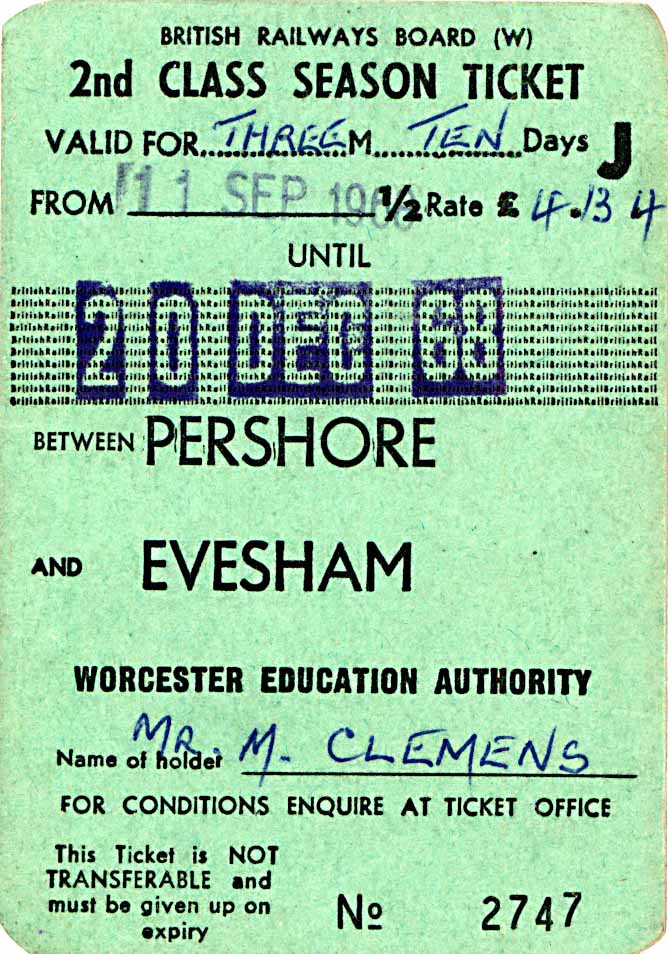 BRITISH RAILWAYS BOARD (W)
2nd CLASS SEASON TICKET
VALID FOR...THREE...M...TEN...Days J
FROM 11 SEP 1968 1/2 Rate £ 4.13 4
UNTIL
20 DEC 68
BETWEEN PERSHORE
AND EVESHAM
WORCESTER EDUCATION AUTHORITY
Name of holder MR. M. CLEMENS
FOR CONDITIONS ENQUIRE AT TICKET OFFICE
This Ticket is NOT
TRANSFERABLE and
must be given up on
expiry
Nº 2747